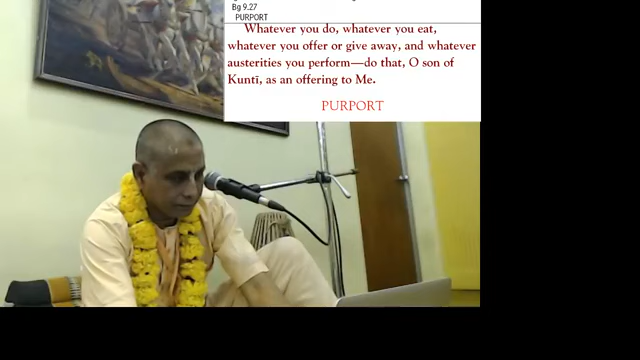 Bg 9.27
PURPORT
Whatever you do, whatever you eat,
whatever you offer or give away, and whatever
austerities you perform—do that, O son of
Kuntī, as an offering to Me.
PURPORT